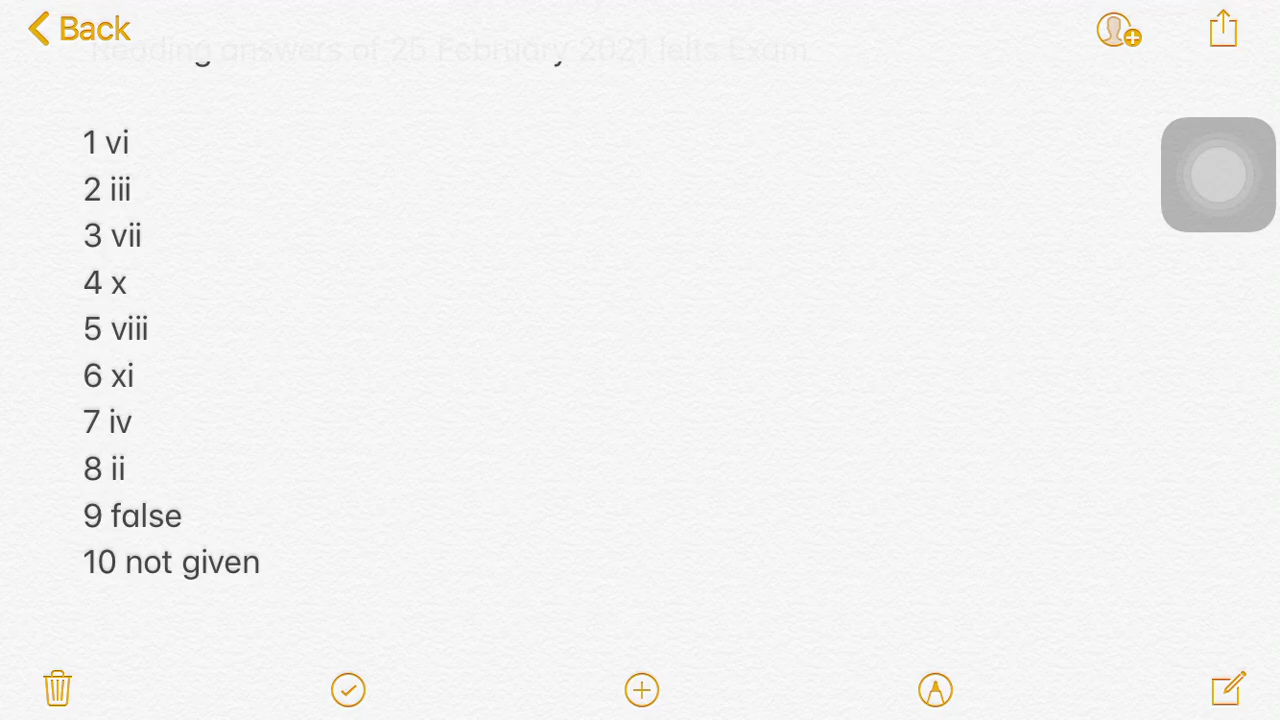 Back
Reading answers of 25 February 2021 Ielts Exam
1 vi
2 iii
3 vii
4 x
5 viii
6 xi
7 iv
8 ii
9 false
10 not given